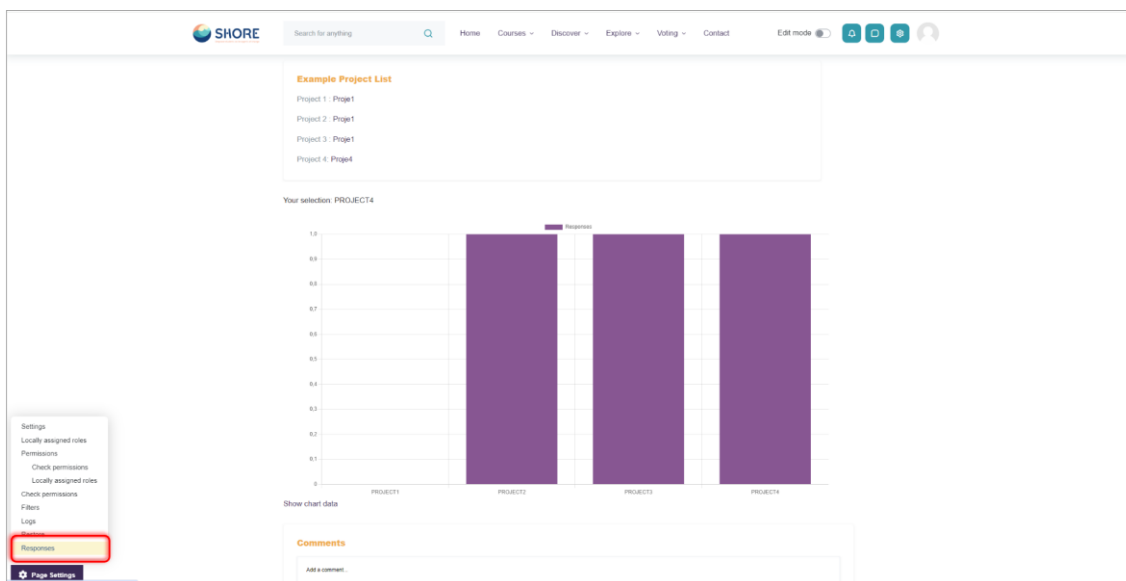 SHORE
Search for anything
Home Courses Discover Explore Voting Contact
Edit mode
Example Project List
Project 1 : Proje1
Project 2 : Proje1
Project 3 : Proje1
Project 4: Proje4
Your selection: PROJECT4
Responses
1.0
0.9
0.8
0.7
0.6
0.5
0.4
0.3
0.2
0.1
0
PROJECT1 PROJECT2 PROJECT3 PROJECT4
Show chart data
Comments
Add a comment...
Settings
Locally assigned roles
Permissions
Check permissions
Locally assigned roles
Check permissions
Filters
Logs
Responses
Page Settings